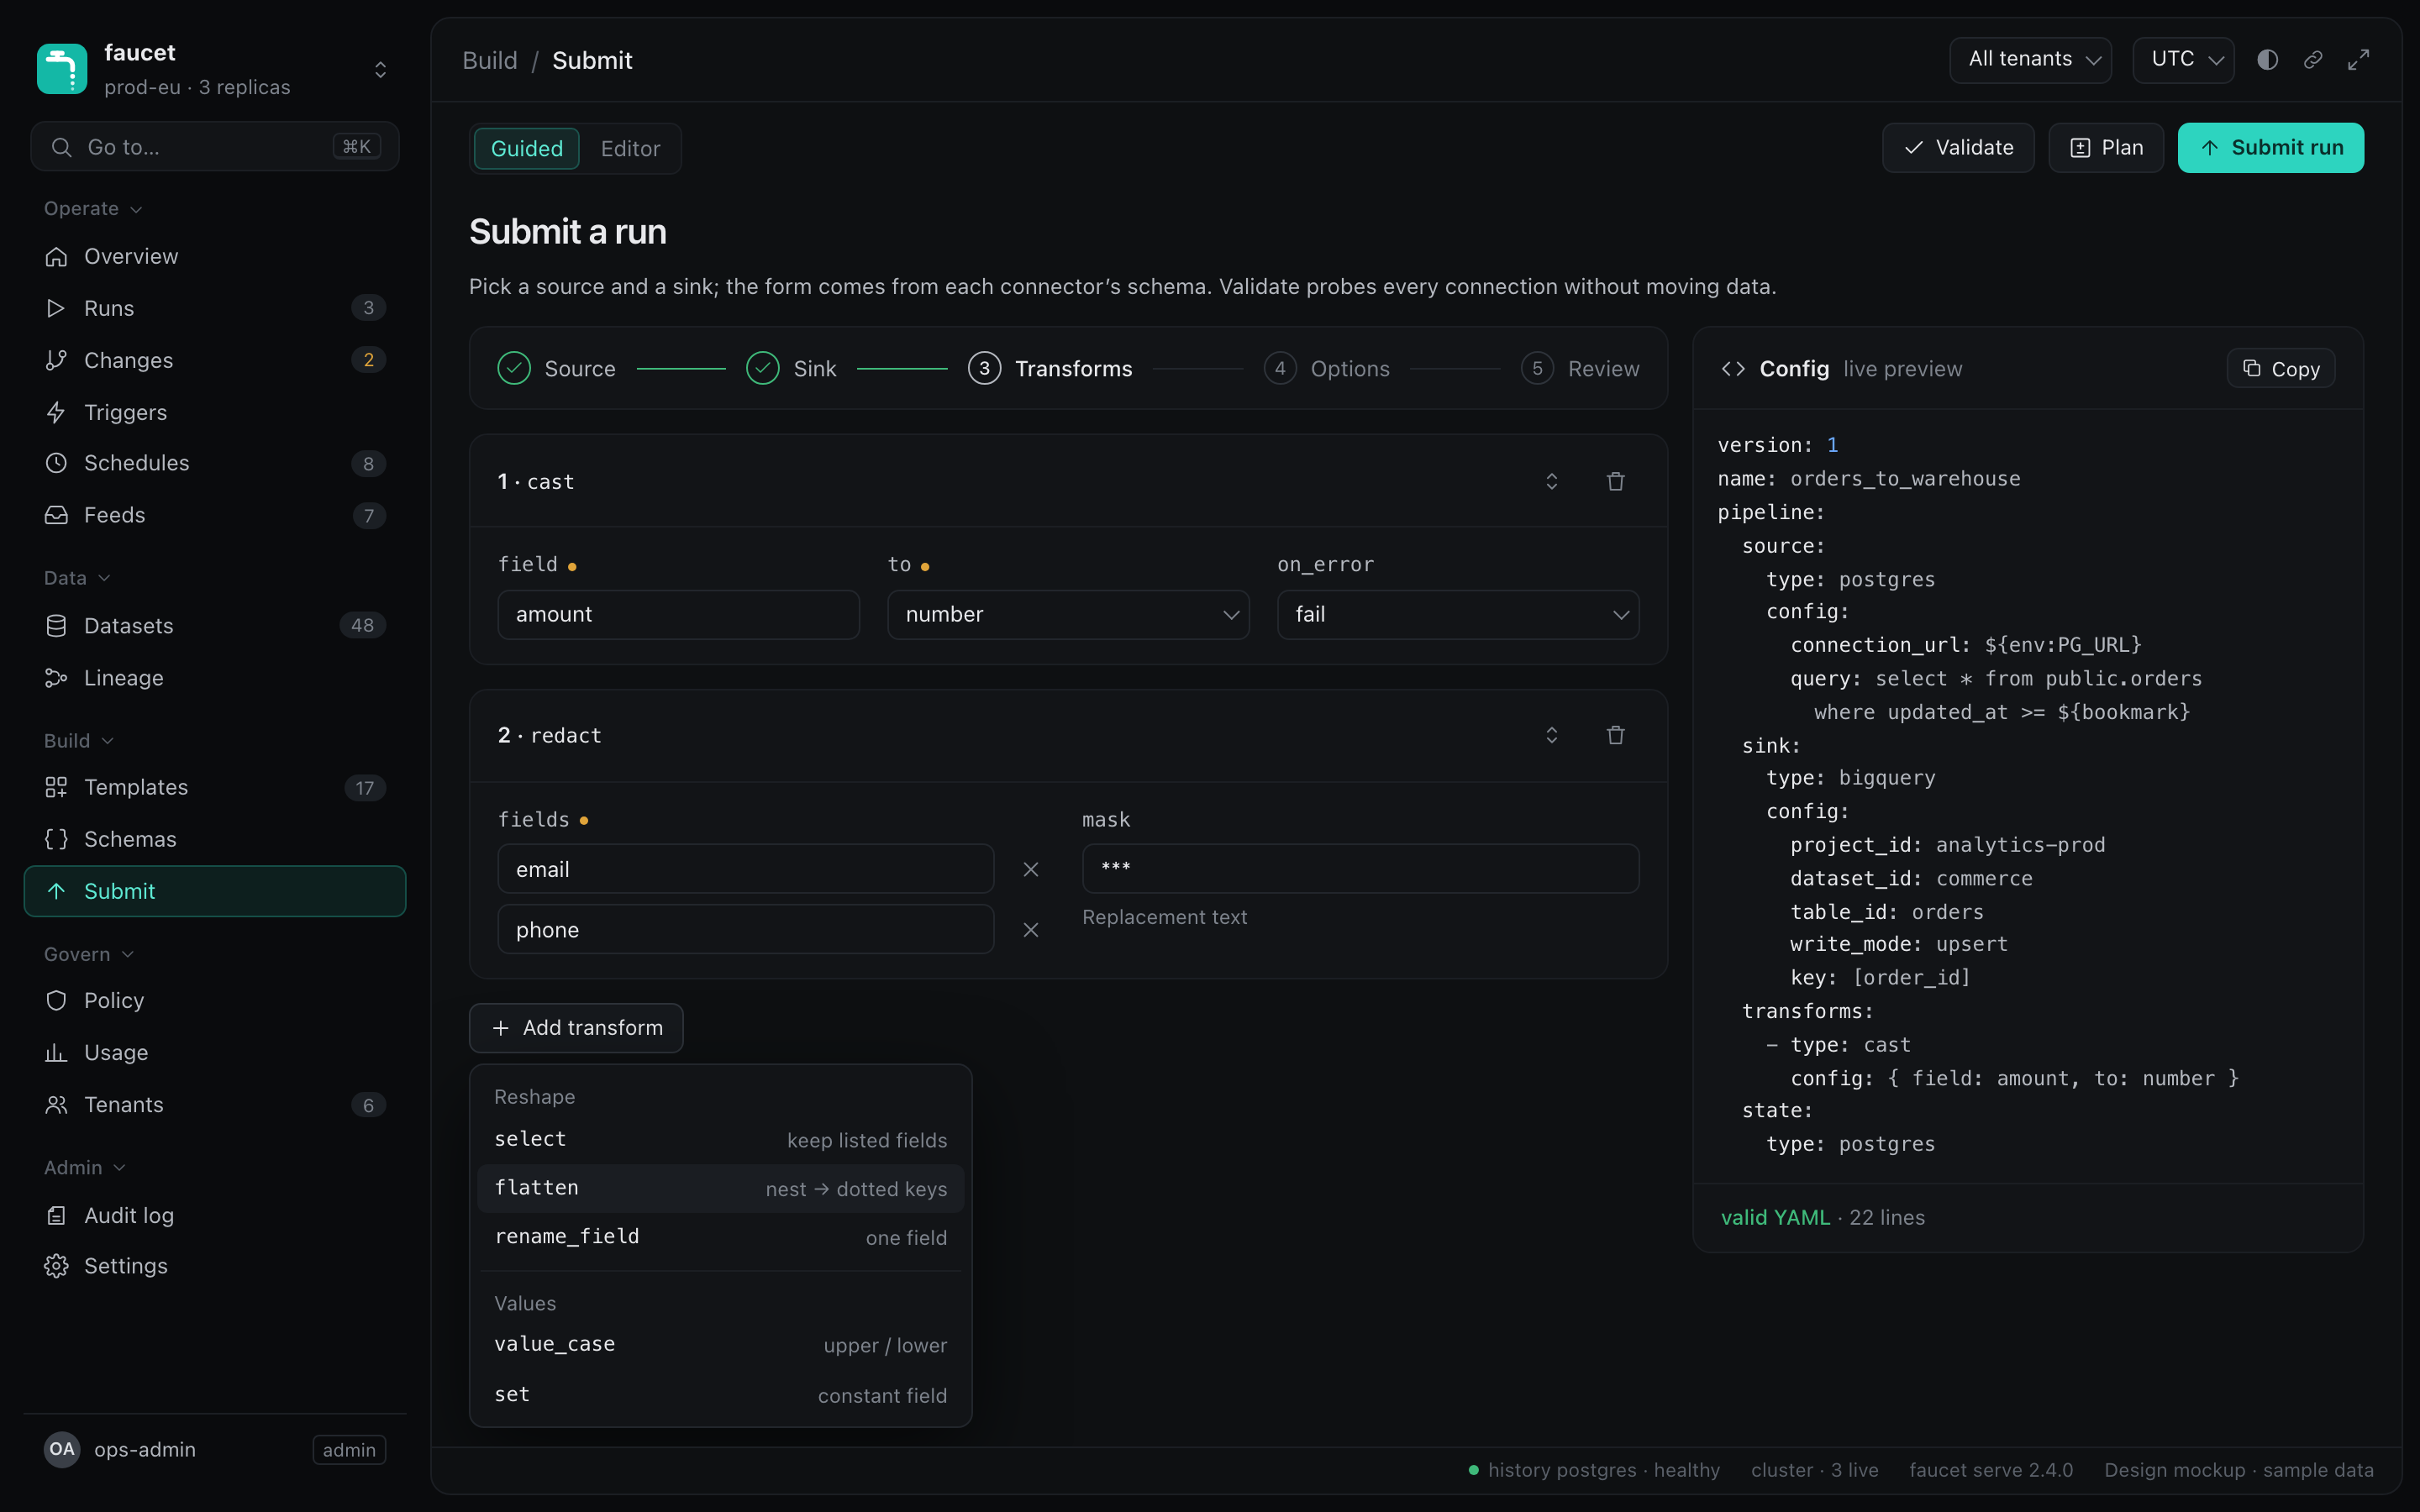 faucet
prod-eu · 3 replicas
Go to...
⌘K
Operate
Overview
Runs 3
Changes 2
Triggers
Schedules 8
Feeds 7
Data
Datasets 48
Lineage
Build
Templates 17
Schemas
Submit
Govern
Policy
Usage
Tenants 6
Admin
Audit log
Settings
OA ops-admin admin
Build / Submit
All tenants
UTC
Guided Editor
Validate
Plan
Submit run
Submit a run
Pick a source and a sink; the form comes from each connector’s schema. Validate probes every connection without moving data.
Source Sink 3 Transforms 4 Options 5 Review
1 · cast
field to on_error
amount number fail
2 · redact
fields mask
email ***
phone
Replacement text
Add transform
Reshape
select keep listed fields
flatten nest → dotted keys
rename_field one field
Values
value_case upper / lower
set constant field
Config live preview
Copy
version: 1
name: orders_to_warehouse
pipeline:
source:
type: postgres
config:
connection_url: ${env:PG_URL}
query: select * from public.orders
where updated_at >= ${bookmark}
sink:
type: bigquery
config:
project_id: analytics-prod
dataset_id: commerce
table_id: orders
write_mode: upsert
key: [order_id]
transforms:
- type: cast
config: { field: amount, to: number }
state:
type: postgres
valid YAML · 22 lines
history postgres · healthy
cluster · 3 live
faucet serve 2.4.0
Design mockup · sample data